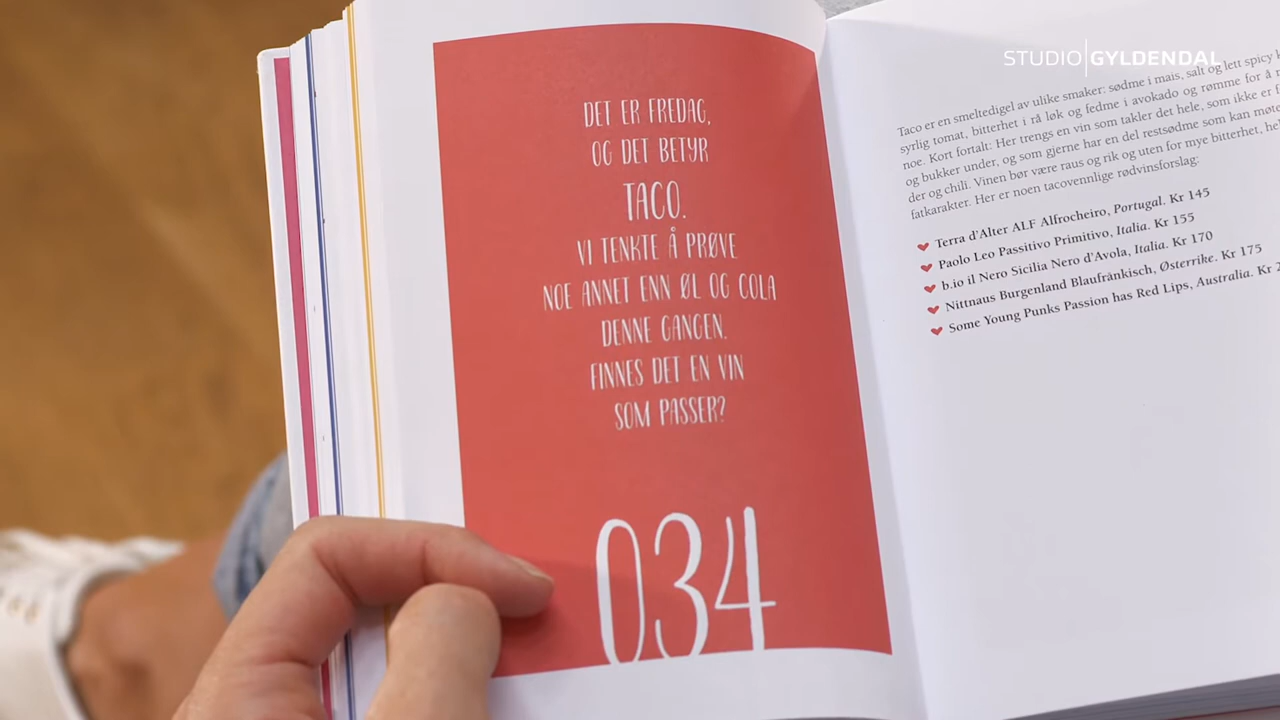 STUDIO GYLDENDAL
DET ER FREDAG,
OG DET BETYR
TACO.
VI TENKTE Å PRØVE
NOE ANNET ENN ØL OG COLA
DENNE GANGEN.
FINNES DET EN VIN
SOM PASSER?
034
Taco er en smeltedigel av ulike smaker: sødme i mais, salt og lett spicy
syrlig tomat, bitterhet i rå løk og fedme i avokado og rømme for å
noe. Kort fortalt: Her trengs en vin som takler det hele, som ikke er
og bukker under, og som gjerne har en del restsødme som kan
der og chili. Vinen bør være raus og rik og uten for mye bitterhet,
fatkarakter. Her er noen tacovennlige rødvinsforslag:
Terra d'Alter ALF Alfrocheiro, Portugal. Kr 145
Paolo Leo Passitivo Primitivo, Italia. Kr 155
b.io il Nero Sicilia Nero d'Avola, Italia. Kr 170
Nittnaus Burgenland Blaufränkisch, Østerrike. Kr 175
Some Young Punks Passion has Red Lips, Australia. Kr